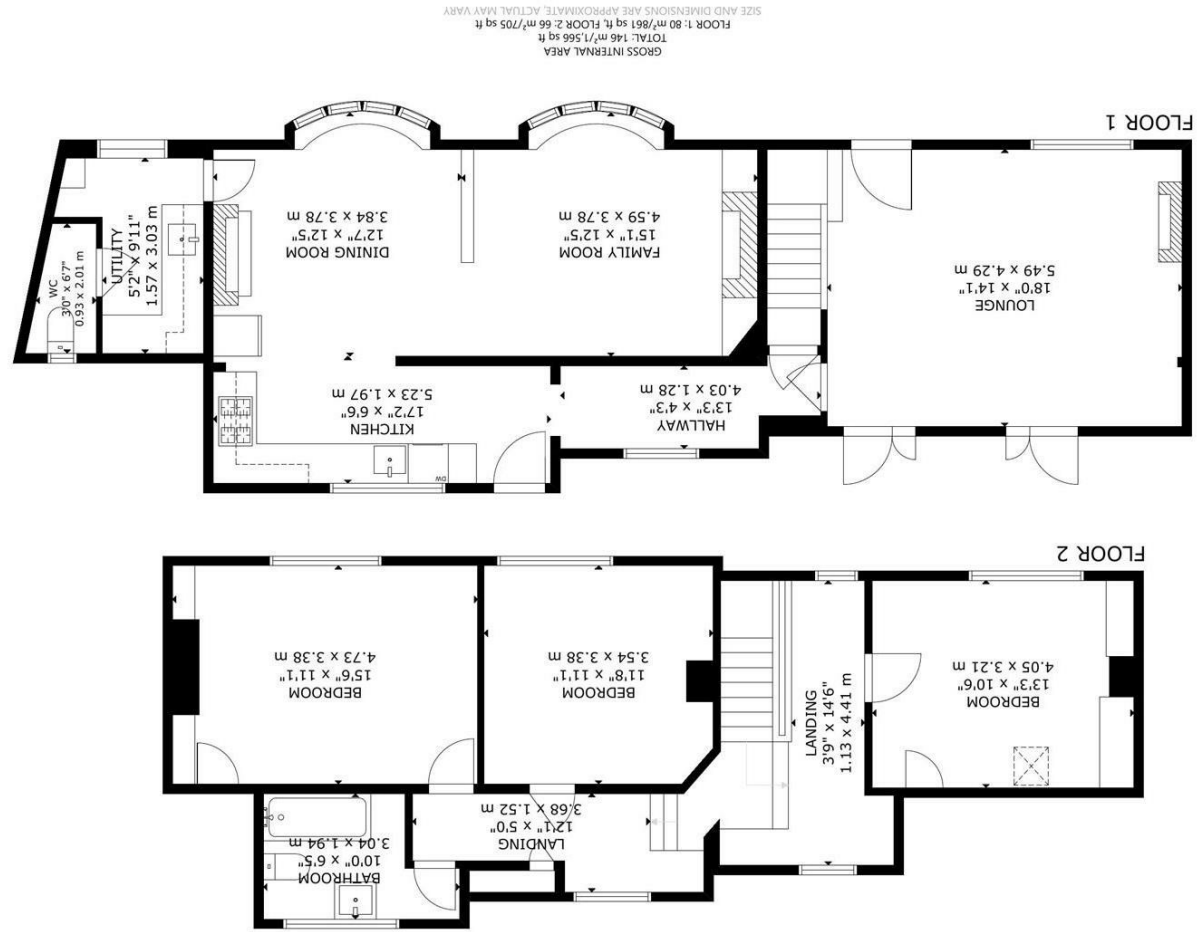 BATHROOM
10'0" x 6'5"
3.04 x 1.94 m
LANDING
12'1" x 5'0"
3.68 x 1.52 m
BEDROOM
13'3" x 10'6"
4.05 x 3.21 m
LANDING
3'9" x 14'6"
1.13 x 4.41 m
BEDROOM
11'8" x 11'1"
3.54 x 3.38 m
BEDROOM
15'6" x 11'1"
4.73 x 3.38 m
FLOOR 2
DW
KITCHEN
17'2" x 6'6"
5.23 x 1.97 m
HALLWAY
13'3" x 4'3"
4.03 x 1.28 m
LOUNGE
18'0" x 14'1"
5.49 x 4.29 m
FAMILY ROOM
15'1" x 12'5"
4.59 x 3.78 m
DINING ROOM
12'7" x 12'5"
3.84 x 3.78 m
UTILITY
5'2" x 9'11"
1.57 x 3.03 m
WC
3'0" x 6'7"
0.93 x 2.01 m
FLOOR 1
GROSS INTERNAL AREA
TOTAL: 146 m²/1,566 sq ft
FLOOR 1: 80 m²/861 sq ft, FLOOR 2: 66 m²/705 sq ft
SIZE AND DIMENSIONS ARE APPROXIMATE, ACTUAL MAY VARY